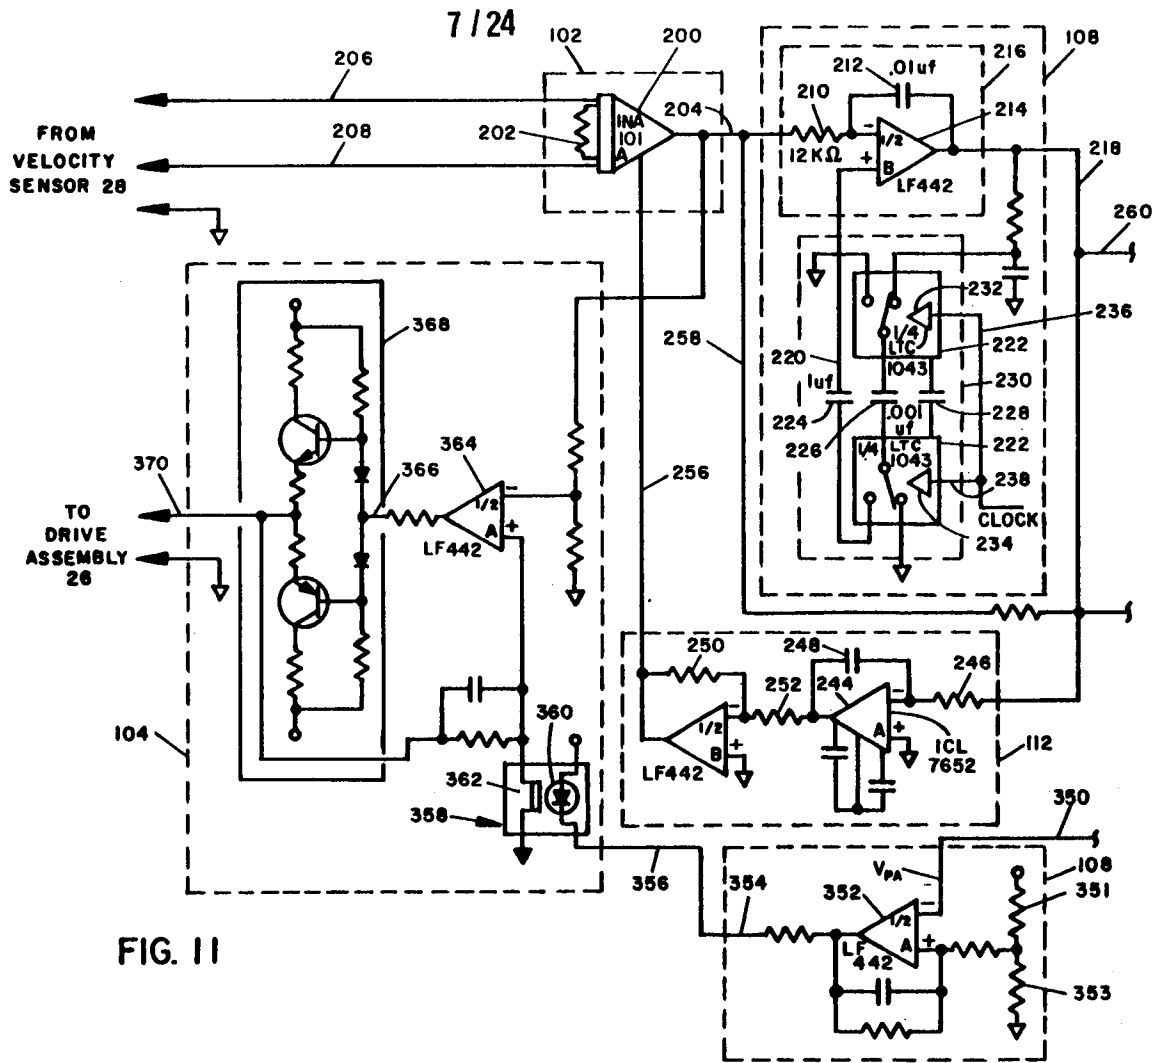 7/24
102
200
108
206
212
.01uf
216
210
204
214
FROM
VELOCITY
SENSOR 28
202
INA
101
A
208
-
1/2
+
B
12KΩ
LF442
218
260
368
232
236
258
220
1/4
LTC
1043
222
1uf
230
224
226
.001
uf
228
1/4
LTC
1043
222
370
366
364
256
238
-
1/2
A
+
LF442
CLOCK
234
TO
DRIVE
ASSEMBLY
26
250
248
246
252
244
-
A
+
104
360
-
1/2
B
+
LF442
ICL
7652
112
362
358
350
356
354
VPA
-
108
352
351
-
1/2
A
+
LF
442
353
FIG. 11